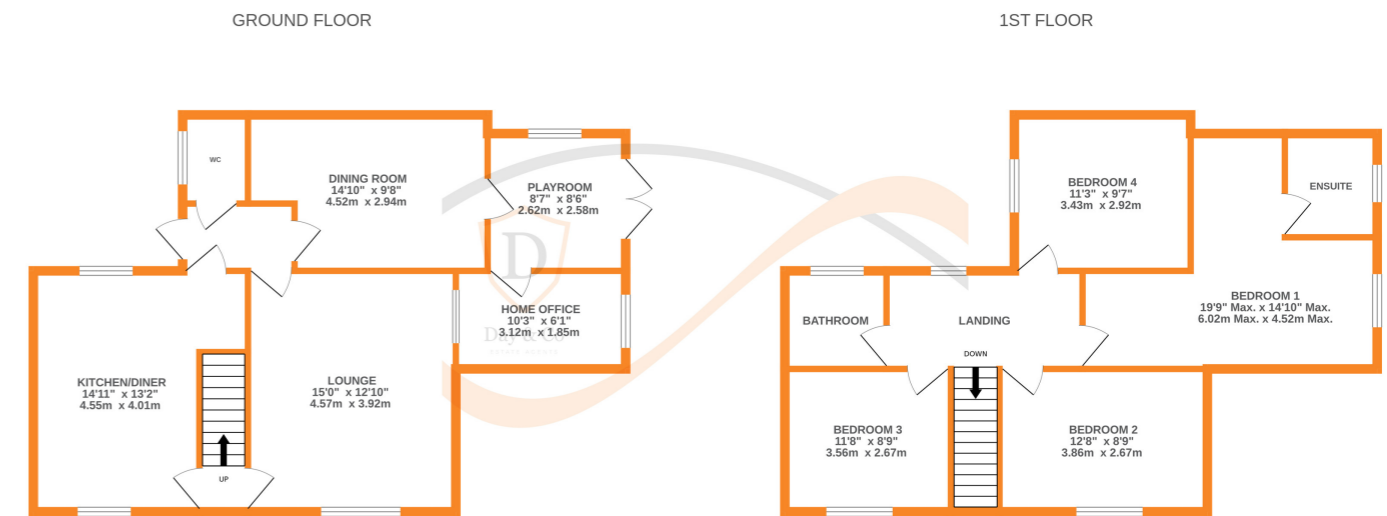 GROUND FLOOR
1ST FLOOR
WC
DINING ROOM
14'10" x 9'8"
4.52m x 2.94m
PLAYROOM
8'7" x 8'6"
2.62m x 2.58m
D
HOME OFFICE
10'3" x 6'1"
3.12m x 1.85m
Day & Co
ESTATE AGENTS
KITCHEN/DINER
14'11" x 13'2"
4.55m x 4.01m
LOUNGE
15'0" x 12'10"
4.57m x 3.92m
UP
BEDROOM 4
11'3" x 9'7"
3.43m x 2.92m
ENSUITE
BEDROOM 1
19'9" Max. x 14'10" Max.
6.02m Max. x 4.52m Max.
BATHROOM
LANDING
DOWN
BEDROOM 3
11'8" x 8'9"
3.56m x 2.67m
BEDROOM 2
12'8" x 8'9"
3.86m x 2.67m